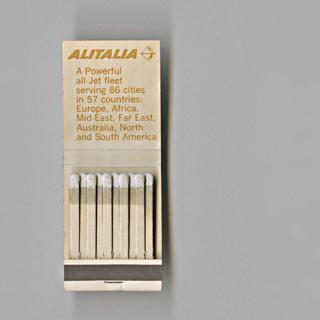 ALITALIA
A Powerful
all-Jet fleet
serving 86 cities
in 57 countries:
Europe, Africa,
Mid-East, Far East,
Australia, North
and South America